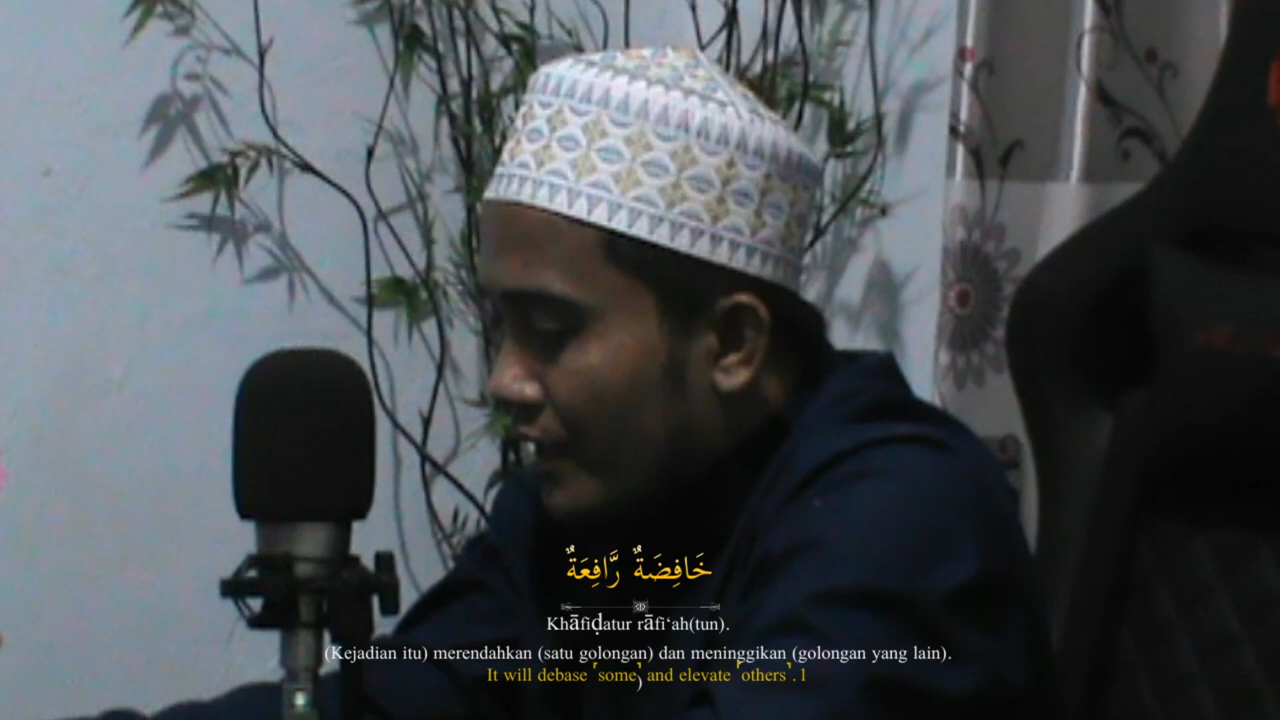 خَافِضَةٌ رَّافِعَةٌ
Khāfiḍatur rāfi‘ah(tun).
(Kejadian itu) merendahkan (satu golongan) dan meninggikan (golongan yang lain).
It will debase ˹some˼ and elevate ˹others˺.1